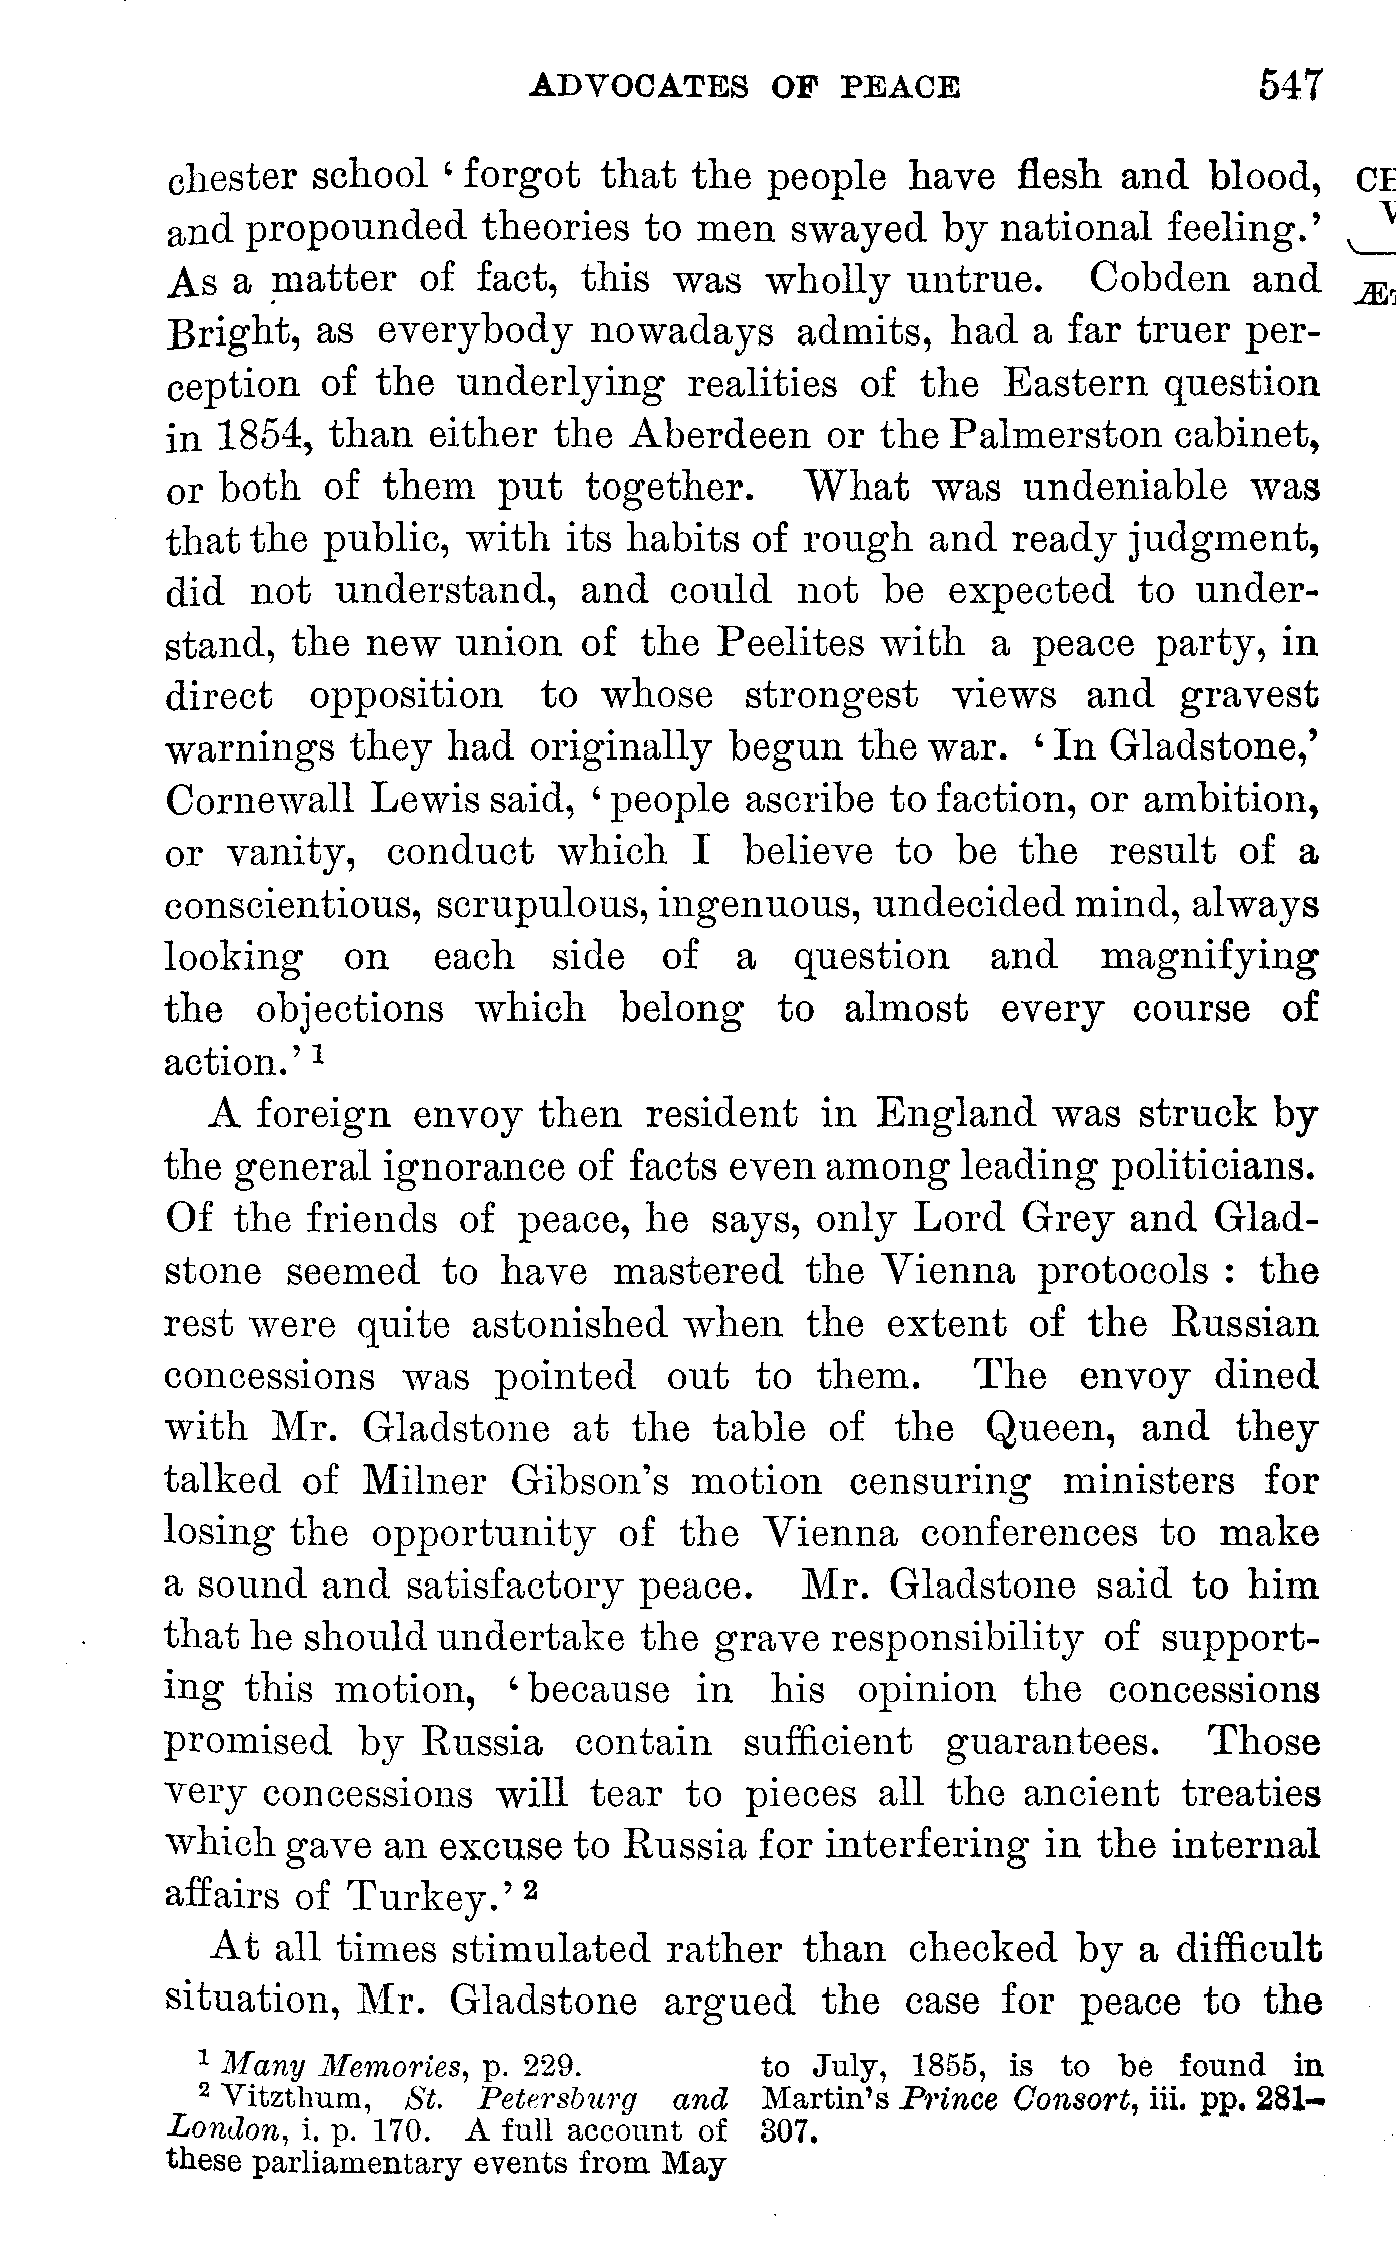 ADVOCATES OF PEACE 547
chester school ‘forgot that the people have flesh and blood,
and propounded theories to men swayed by national feeling.’
As a matter of fact, this was wholly untrue. Cobden and
Bright, as everybody nowadays admits, had a far truer per-
ception of the underlying realities of the Eastern question
in 1854, than either the Aberdeen or the Palmerston cabinet,
or both of them put together. What was undeniable was
that the public, with its habits of rough and ready judgment,
did not understand, and could not be expected to under-
stand, the new union of the Peelites with a peace party, in
direct opposition to whose strongest views and gravest
warnings they had originally begun the war. ‘In Gladstone,’
Cornewall Lewis said, ‘people ascribe to faction, or ambition,
or vanity, conduct which I believe to be the result of a
conscientious, scrupulous, ingenuous, undecided mind, always
looking on each side of a question and magnifying
the objections which belong to almost every course of
action.’ 1
A foreign envoy then resident in England was struck by
the general ignorance of facts even among leading politicians.
Of the friends of peace, he says, only Lord Grey and Glad-
stone seemed to have mastered the Vienna protocols : the
rest were quite astonished when the extent of the Russian
concessions was pointed out to them. The envoy dined
with Mr. Gladstone at the table of the Queen, and they
talked of Milner Gibson’s motion censuring ministers for
losing the opportunity of the Vienna conferences to make
a sound and satisfactory peace. Mr. Gladstone said to him
that he should undertake the grave responsibility of support-
ing this motion, ‘because in his opinion the concessions
promised by Russia contain sufficient guarantees. Those
very concessions will tear to pieces all the ancient treaties
which gave an excuse to Russia for interfering in the internal
affairs of Turkey.’ 2
At all times stimulated rather than checked by a difficult
situation, Mr. Gladstone argued the case for peace to the
1 Many Memories, p. 229.
2 Vitzthum, St. Petersburg and
London, i. p. 170. A full account of
these parliamentary events from May
to July, 1855, is to be found in
Martin’s Prince Consort, iii. pp. 281–
307.